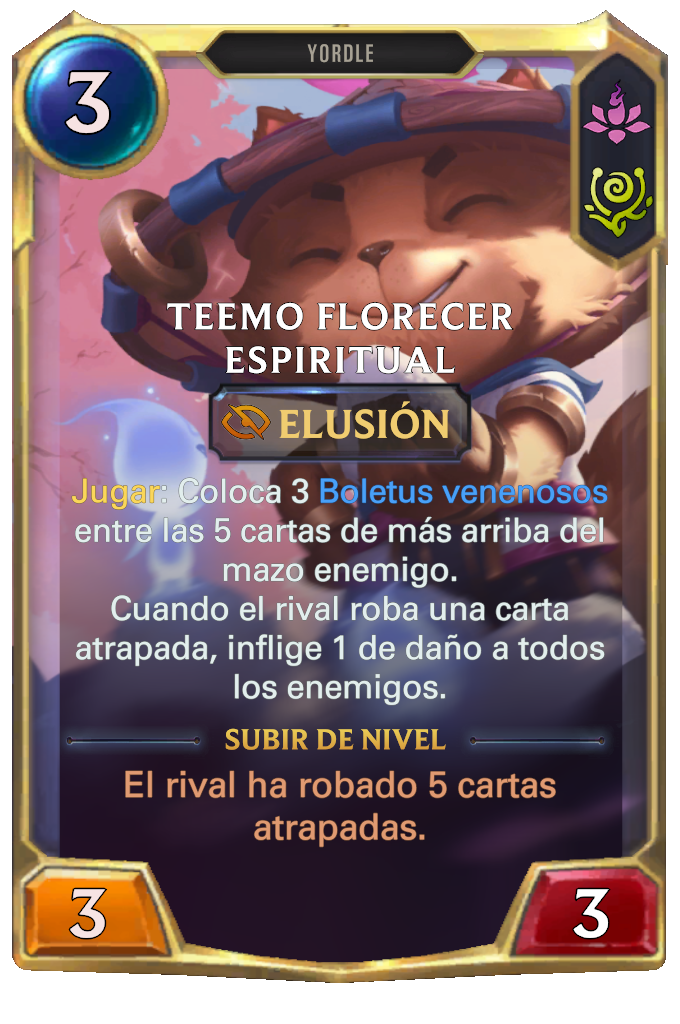 YORDLE
3
TEEMO FLORECER
ESPIRITUAL
ELUSIÓN
Jugar: Coloca 3 Boletus venenosos
entre las 5 cartas de más arriba del
mazo enemigo.
Cuando el rival roba una carta
atrapada, inflige 1 de daño a todos
los enemigos.
SUBIR DE NIVEL
El rival ha robado 5 cartas
atrapadas.
3
3